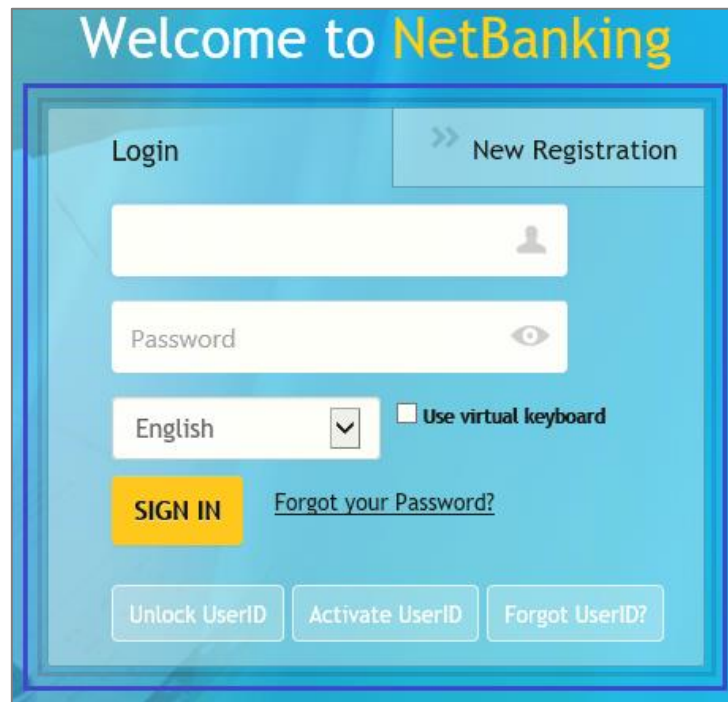 Welcome to NetBanking
Login
New Registration
Password
English
Use virtual keyboard
SIGN IN
Forgot your Password?
Unlock UserID
Activate UserID
Forgot UserID?